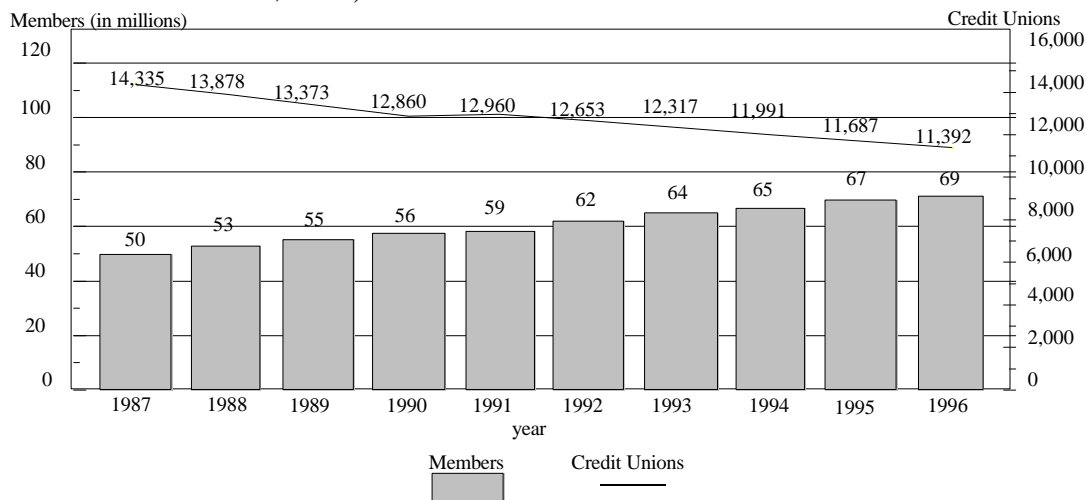 Members (in millions) Credit Unions
120 16,000
14,335 13,878 13,373 12,860 12,960 12,653 12,317 11,991 11,687 11,392
100 14,000
80 12,000
60 10,000
40 8,000
20 6,000
0 4,000
2,000
0
50 53 55 56 59 62 64 65 67 69
1987 1988 1989 1990 1991 1992 1993 1994 1995 1996
year
Members Credit Unions